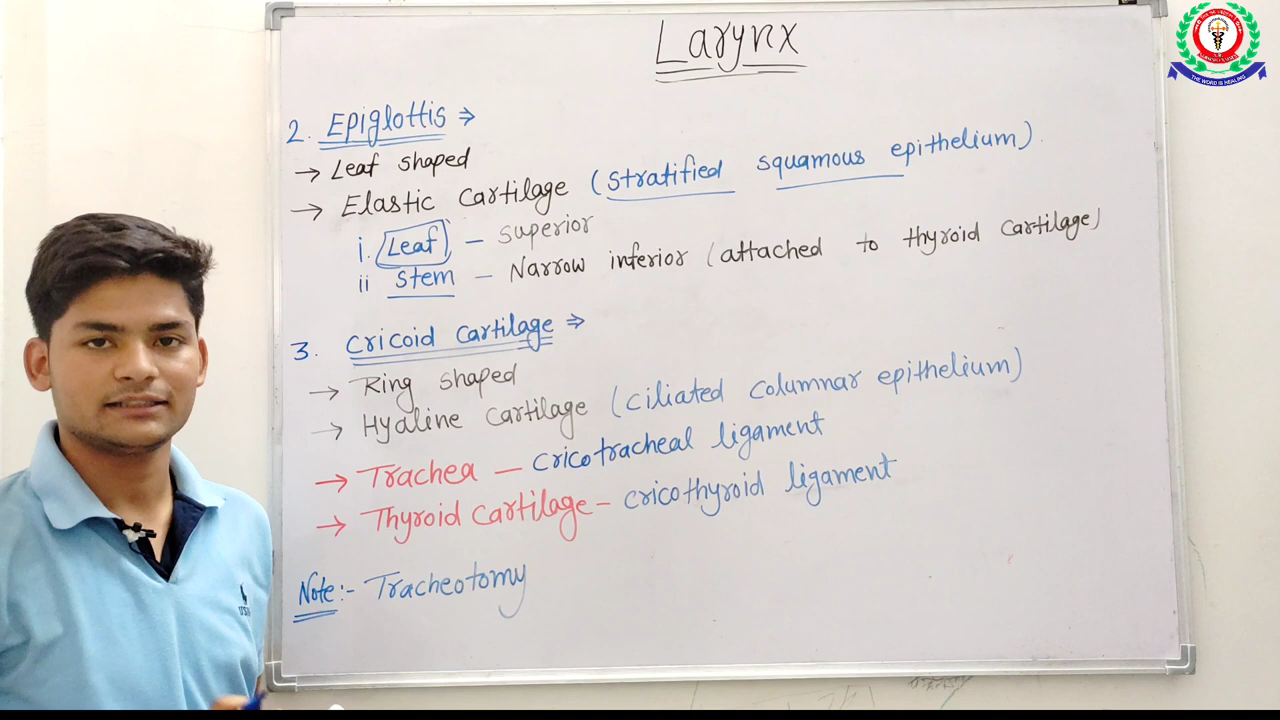 Larynx
2. Epiglottis ⇒
→ Leaf shaped
→ Elastic cartilage (stratified squamous epithelium)
i. (Leaf) – superior
ii stem – Narrow inferior (attached to thyroid cartilage)
3. cricoid cartilage ⇒
→ Ring shaped
→ Hyaline cartilage (ciliated columnar epithelium)
→ Trachea – cricotracheal ligament
→ Thyroid cartilage – cricothyroid ligament
Note:- Tracheotomy
THE WORD IS HEALING